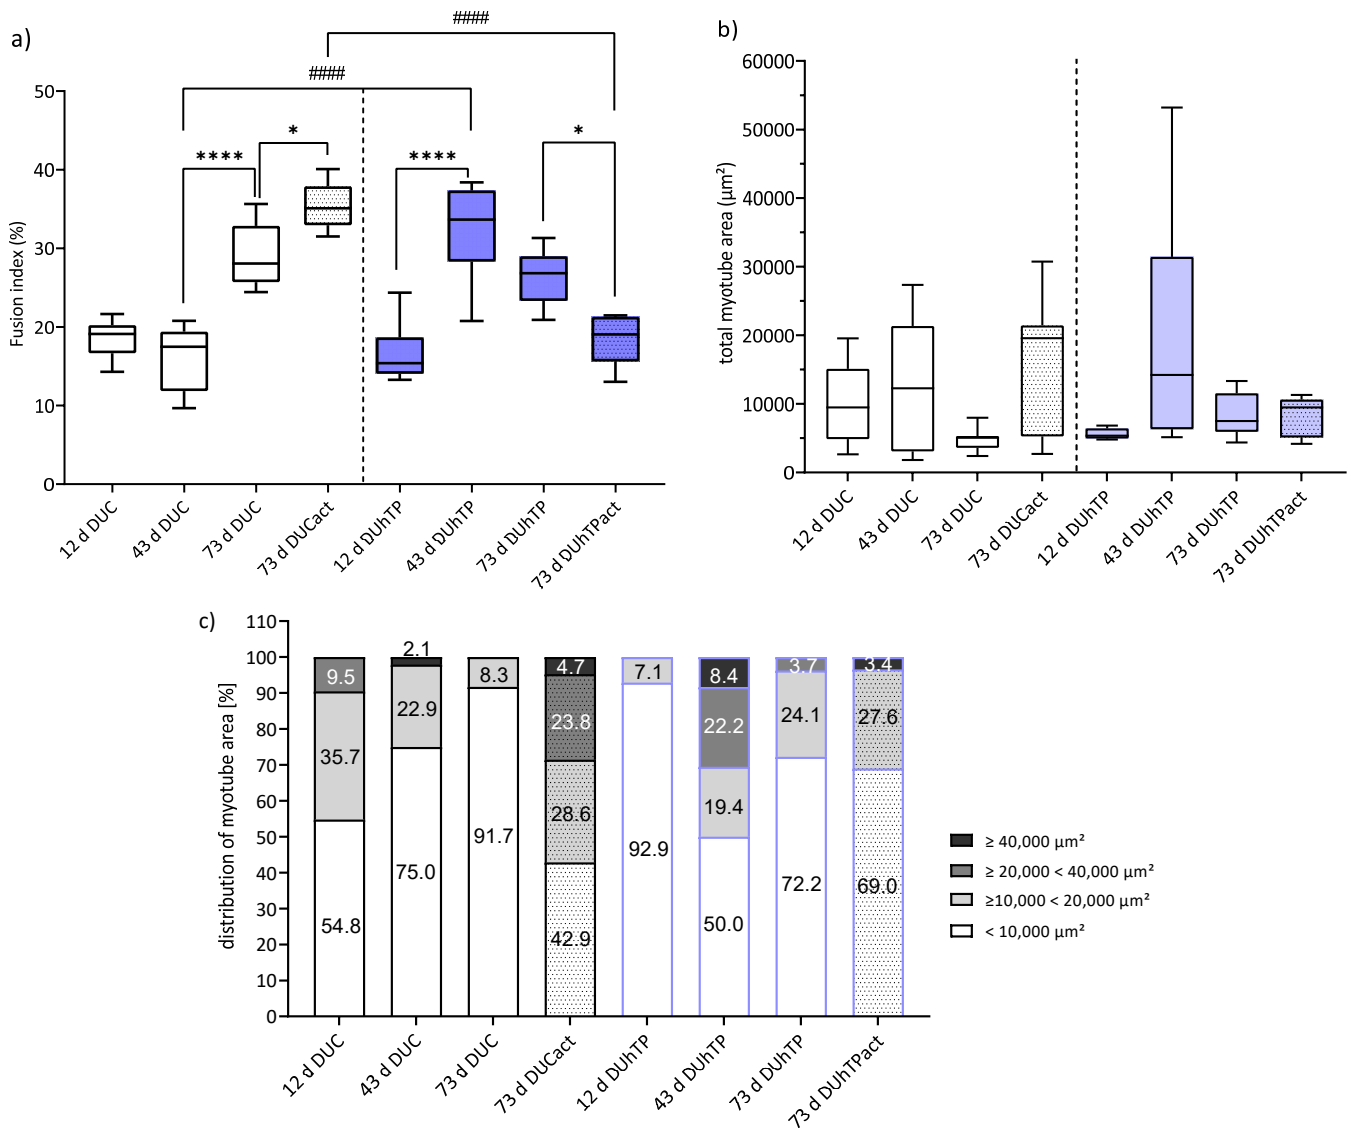 a)
####
####
****
*
****
*
Fusion index (%)
50
40
30
20
10
0
12 d DUC
43 d DUC
73 d DUC
73 d DUCact
12 d DUhTP
43 d DUhTP
73 d DUhTP
73 d DUhTPact
b)
total myotube area (µm²)
60000
50000
40000
30000
20000
10000
0
12 d DUC
43 d DUC
73 d DUC
73 d DUCact
12 d DUhTP
43 d DUhTP
73 d DUhTP
73 d DUhTPact
c)
distribution of myotube area [%]
110
100
90
80
70
60
50
40
30
20
10
0
9.5
35.7
54.8
2.1
22.9
75.0
8.3
91.7
4.7
23.8
28.6
42.9
7.1
92.9
8.4
22.2
19.4
50.0
3.7
24.1
72.2
3.4
27.6
69.0
12 d DUC
43 d DUC
73 d DUC
73 d DUCact
12 d DUhTP
43 d DUhTP
73 d DUhTP
73 d DUhTPact
≥ 40,000 µm²
≥ 20,000 < 40,000 µm²
≥10,000 < 20,000 µm²
< 10,000 µm²